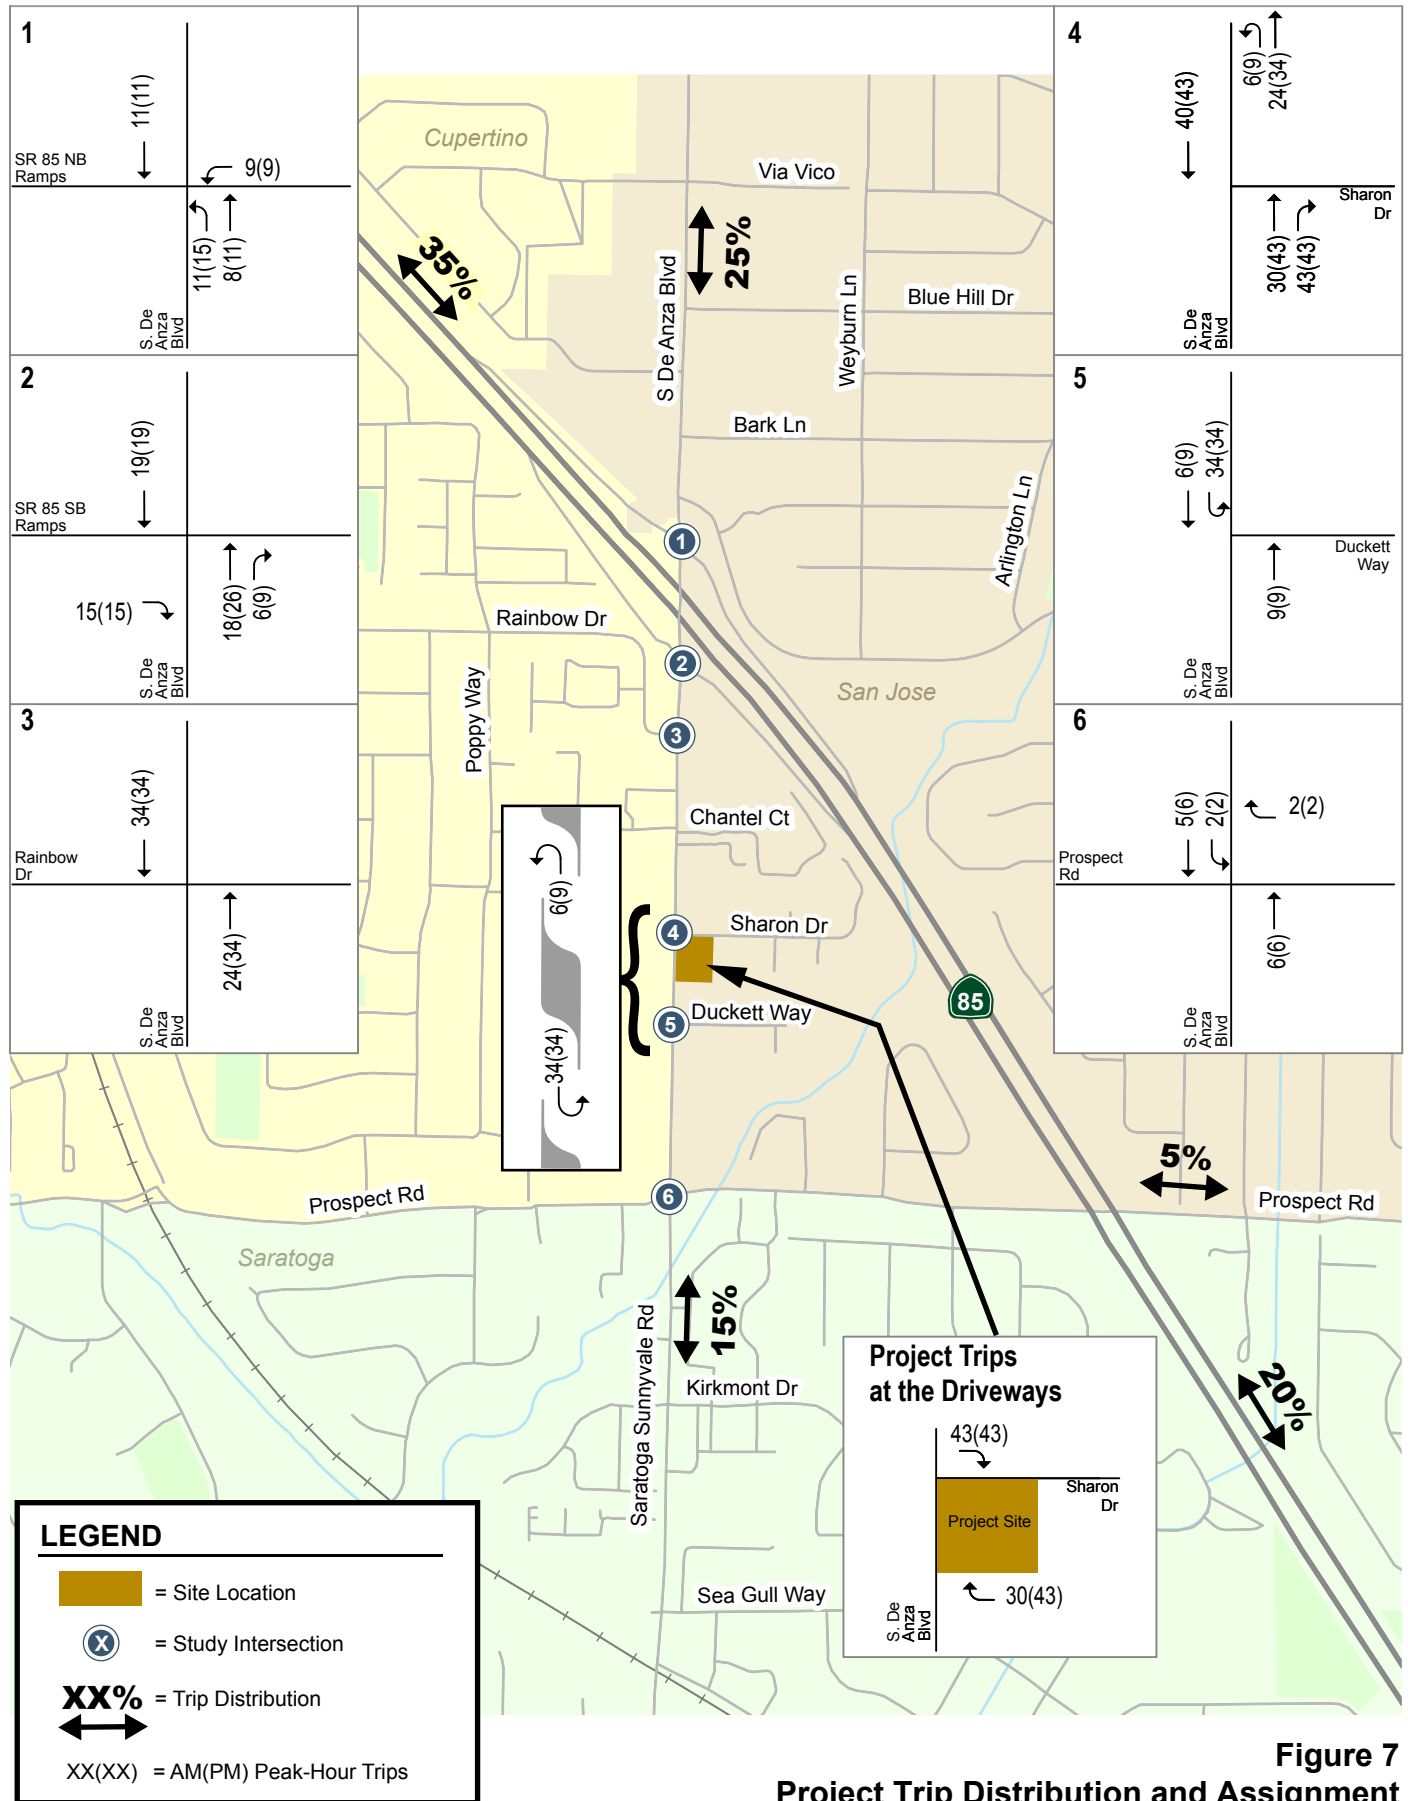 1
11(11)
SR 85 NB
Ramps
9(9)
11(15)
8(11)
S. De
Anza
Blvd
2
19(19)
SR 85 SB
Ramps
15(15)
18(26)
6(9)
S. De
Anza
Blvd
3
34(34)
Rainbow
Dr
24(34)
S. De
Anza
Blvd
4
40(43)
6(9)
24(34)
Sharon
Dr
30(43)
43(43)
S. De
Anza
Blvd
5
6(9)
34(34)
Duckett
Way
9(9)
S. De
Anza
Blvd
6
5(6)
2(2)
2(2)
Prospect
Rd
6(6)
S. De
Anza
Blvd
Cupertino
Via Vico
35%
25%
S De Anza Blvd
Weyburn Ln
Blue Hill Dr
Bark Ln
Arlington Ln
1
Rainbow Dr
2
San Jose
Poppy Way
3
Chantel Ct
6(9)
34(34)
4
Sharon Dr
85
5
Duckett Way
5%
6
Prospect Rd
Prospect Rd
Saratoga
15%
Saratoga Sunnyvale Rd
Kirkmont Dr
20%
Sea Gull Way
Project Trips
at the Driveways
43(43)
Sharon
Dr
Project Site
30(43)
S. De
Anza
Blvd
LEGEND
= Site Location
X = Study Intersection
XX% = Trip Distribution
XX(XX) = AM(PM) Peak-Hour Trips
Figure 7
Project Trip Distribution and Assignment